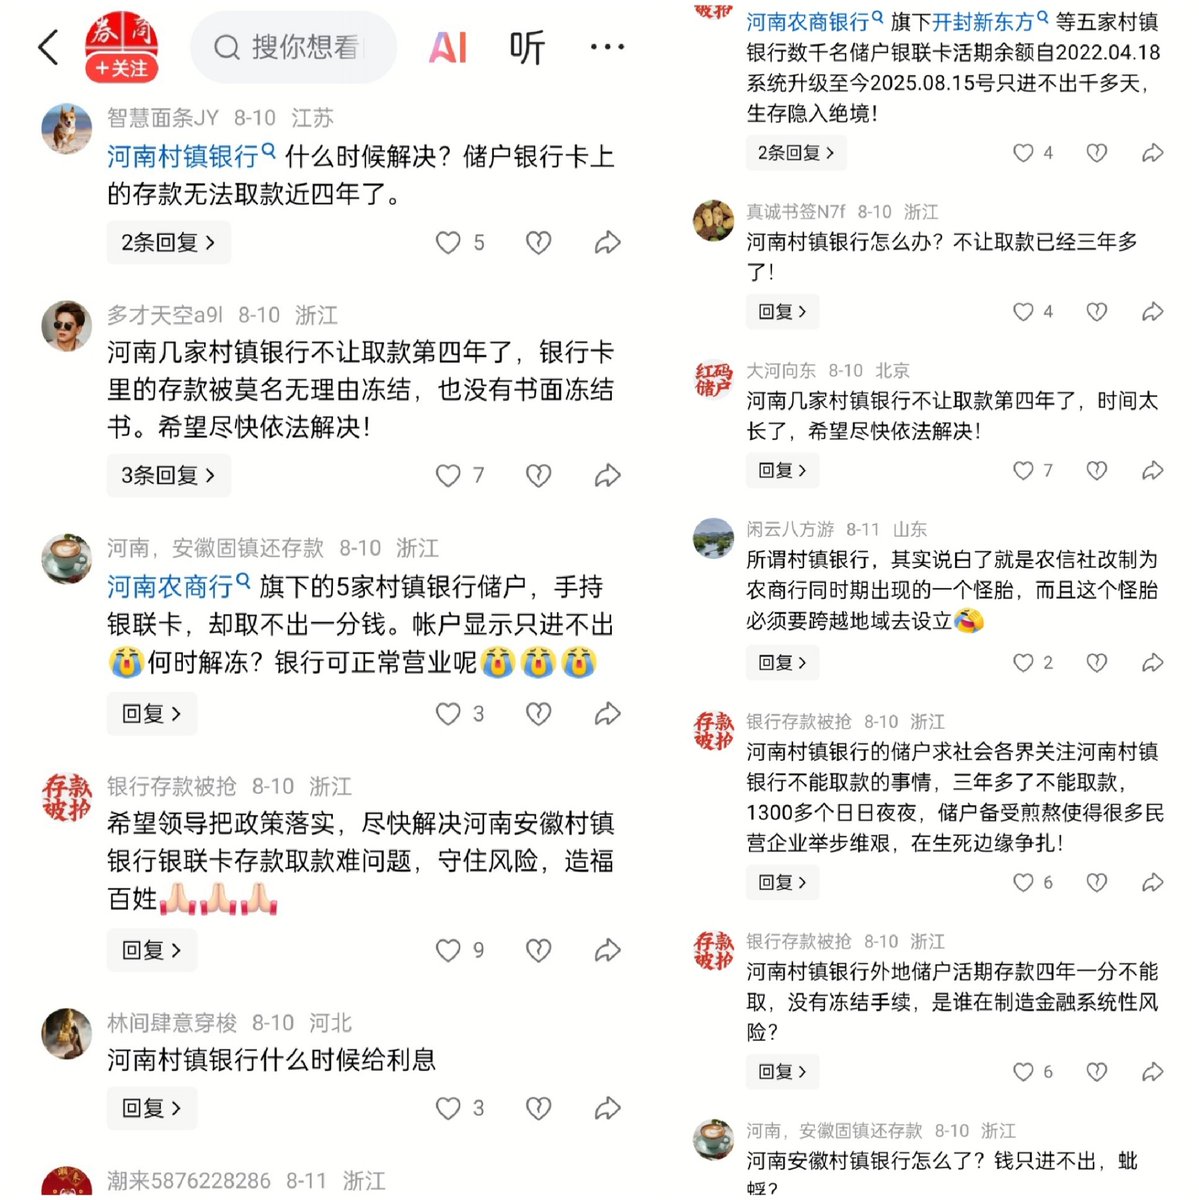 券商
+关注
搜你想看
AI
听
智慧面条JY 8-10 江苏
河南村镇银行 什么时候解决？储户银行卡上
的存款无法取款近四年了。
2条回复 >
5
多才天空a9l 8-10 浙江
河南几家村镇银行不让取款第四年了，银行卡
里的存款被莫名无理由冻结，也没有书面冻结
书。希望尽快依法解决！
3条回复 >
7
河南，安徽固镇还存款 8-10 浙江
河南农商行 旗下的5家村镇银行储户，手持
银联卡，却取不出一分钱。帐户显示只进不出
😭何时解冻？银行可正常营业呢😭😭😭
回复 >
3
存款
被抢
银行存款被抢 8-10 浙江
希望领导把政策落实，尽快解决河南安徽村镇
银行银联卡存款取款难问题，守住风险，造福
百姓🙏🙏🙏
回复 >
9
林间肆意穿梭 8-10 河北
河南村镇银行什么时候给利息
回复 >
3
潮来5876228286 8-11 浙江
被抢
河南农商银行 旗下开封新东方 等五家村镇
银行数千名储户银联卡活期余额自2022.04.18
系统升级至今2025.08.15号只进不出千多天，
生存隐入绝境！
2条回复 >
4
真诚书签N7f 8-10 浙江
河南村镇银行怎么办？不让取款已经三年多
了！
回复 >
4
红码
储户
大河向东 8-10 北京
河南几家村镇银行不让取款第四年了，时间太
长了，希望尽快依法解决！
回复 >
7
闲云八方游 8-11 山东
所谓村镇银行，其实说白了就是农信社改制为
农商行同时期出现的一个怪胎，而且这个怪胎
必须要跨越地域去设立🤣
回复 >
2
存款
被抢
银行存款被抢 8-10 浙江
河南村镇银行的储户求社会各界关注河南村镇
银行不能取款的事情，三年多了不能取款，
1300多个日日夜夜，储户备受煎熬使得很多民
营企业举步维艰，在生死边缘争扎！
回复 >
6
存款
被抢
银行存款被抢 8-10 浙江
河南村镇银行外地储户活期存款四年一分不能
取，没有冻结手续，是谁在制造金融系统性风
险？
回复 >
6
河南，安徽固镇还存款 8-10 浙江
河南安徽村镇银行怎么了？钱只进不出，蚍
蜉？